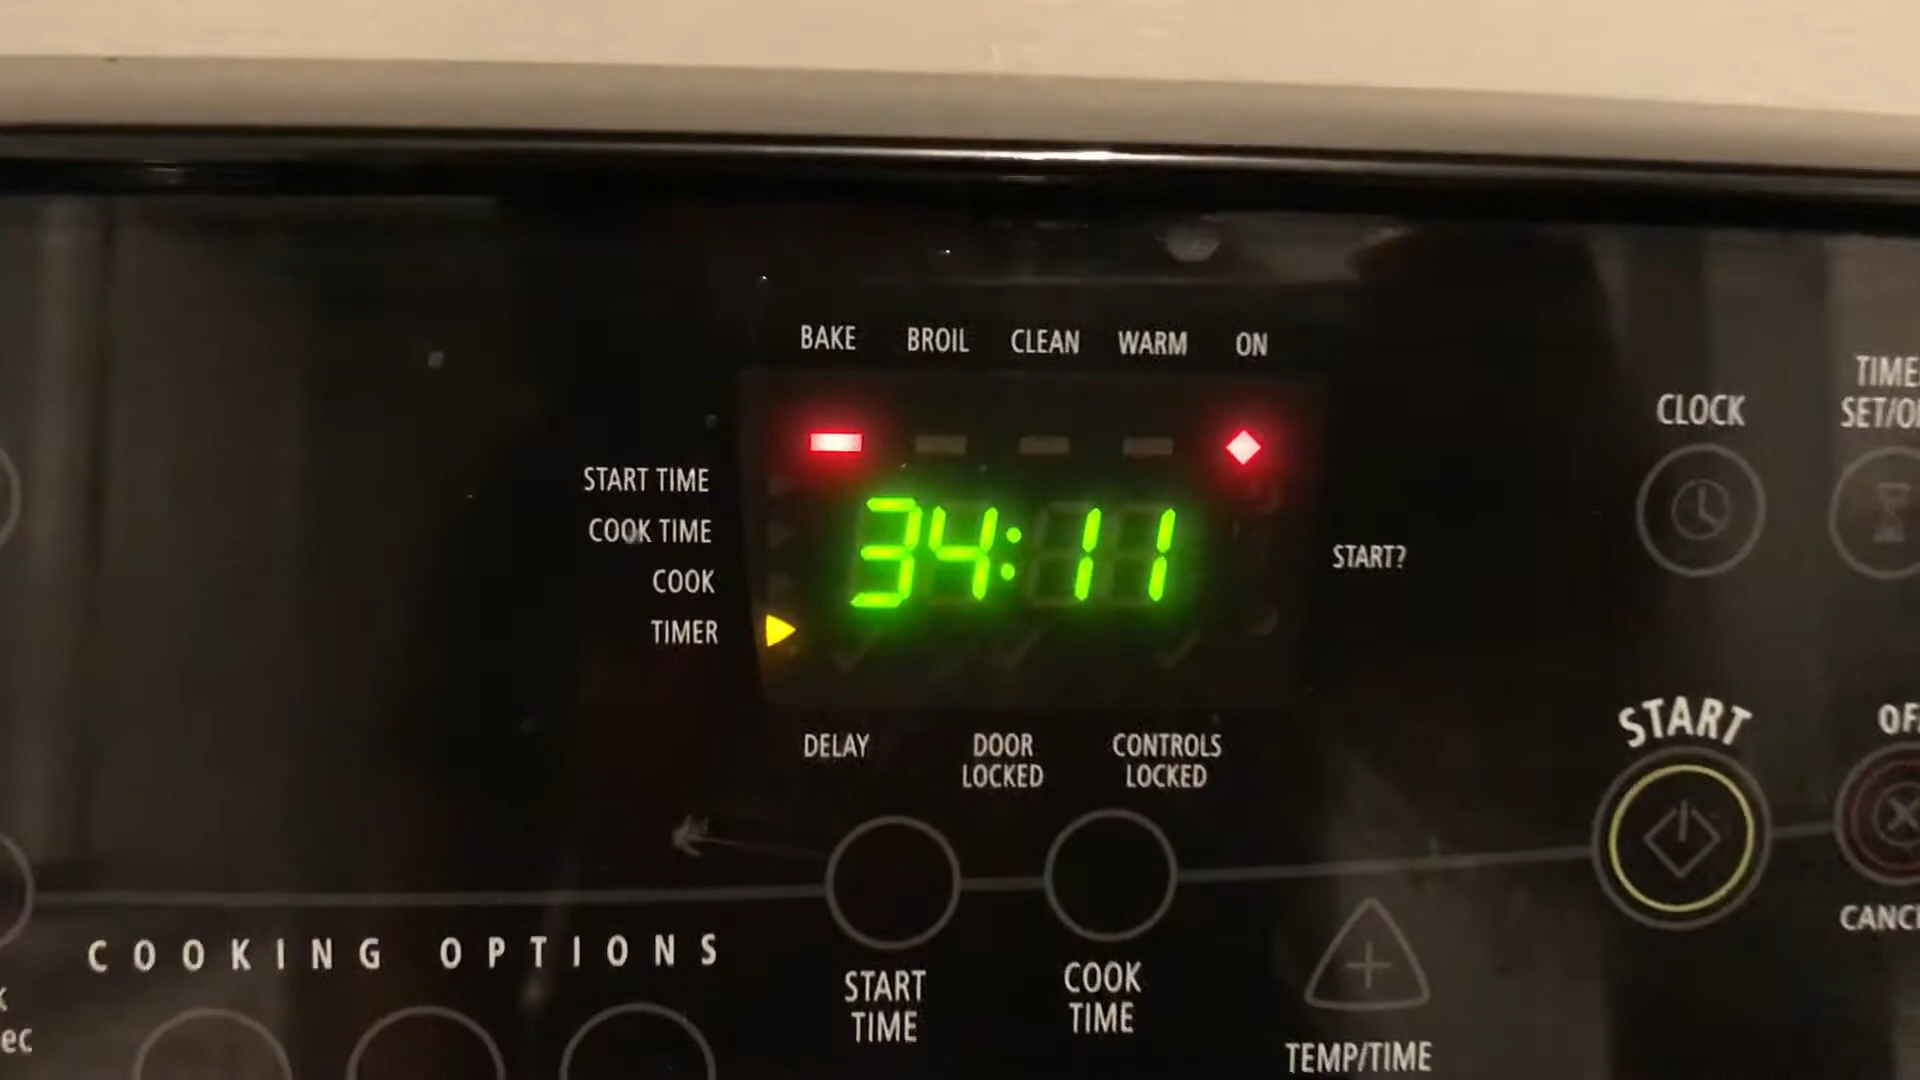 BAKE BROIL CLEAN WARM ON
CLOCK
START TIME
COOK TIME
COOK
TIMER
34:11
START?
START
DELAY
DOOR
LOCKED
CONTROLS
LOCKED
COOKING OPTIONS
START
TIME
COOK
TIME
TEMP/TIME